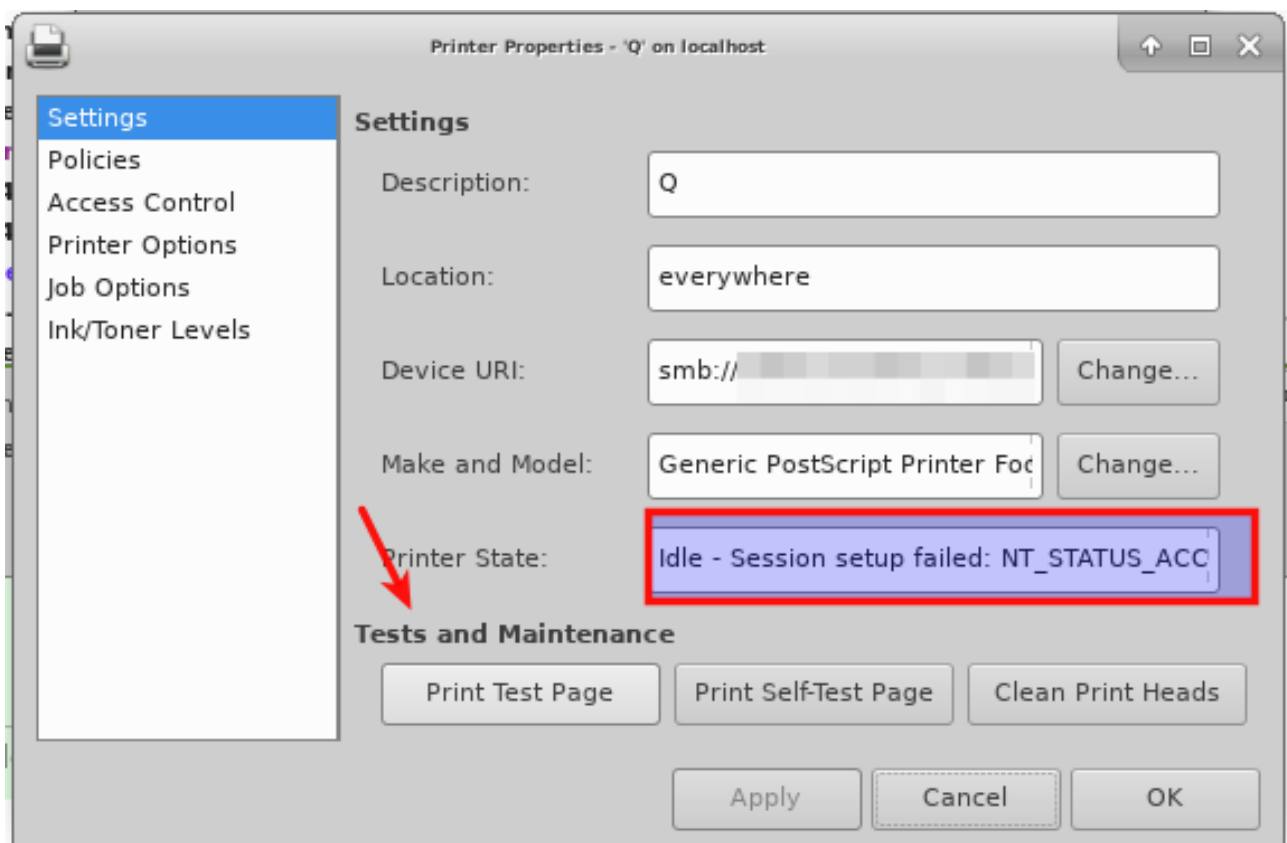 Printer Properties - 'Q' on localhost
Settings
Policies
Access Control
Printer Options
Job Options
Ink/Toner Levels
Settings
Description: Q
Location: everywhere
Device URI: smb:// Change...
Make and Model: Generic PostScript Printer Foo Change...
Printer State: Idle - Session setup failed: NT_STATUS_ACC
Tests and Maintenance
Print Test Page Print Self-Test Page Clean Print Heads
Apply Cancel OK